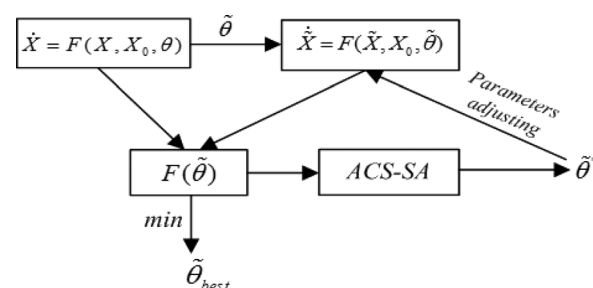 Ẋ = F(X, X₀, θ)
θ̃
Ẋ̃ = F(X̃, X₀, θ̃)
Parameters
adjusting
F(θ̃)
ACS-SA
θ̃'
min
θ̃best